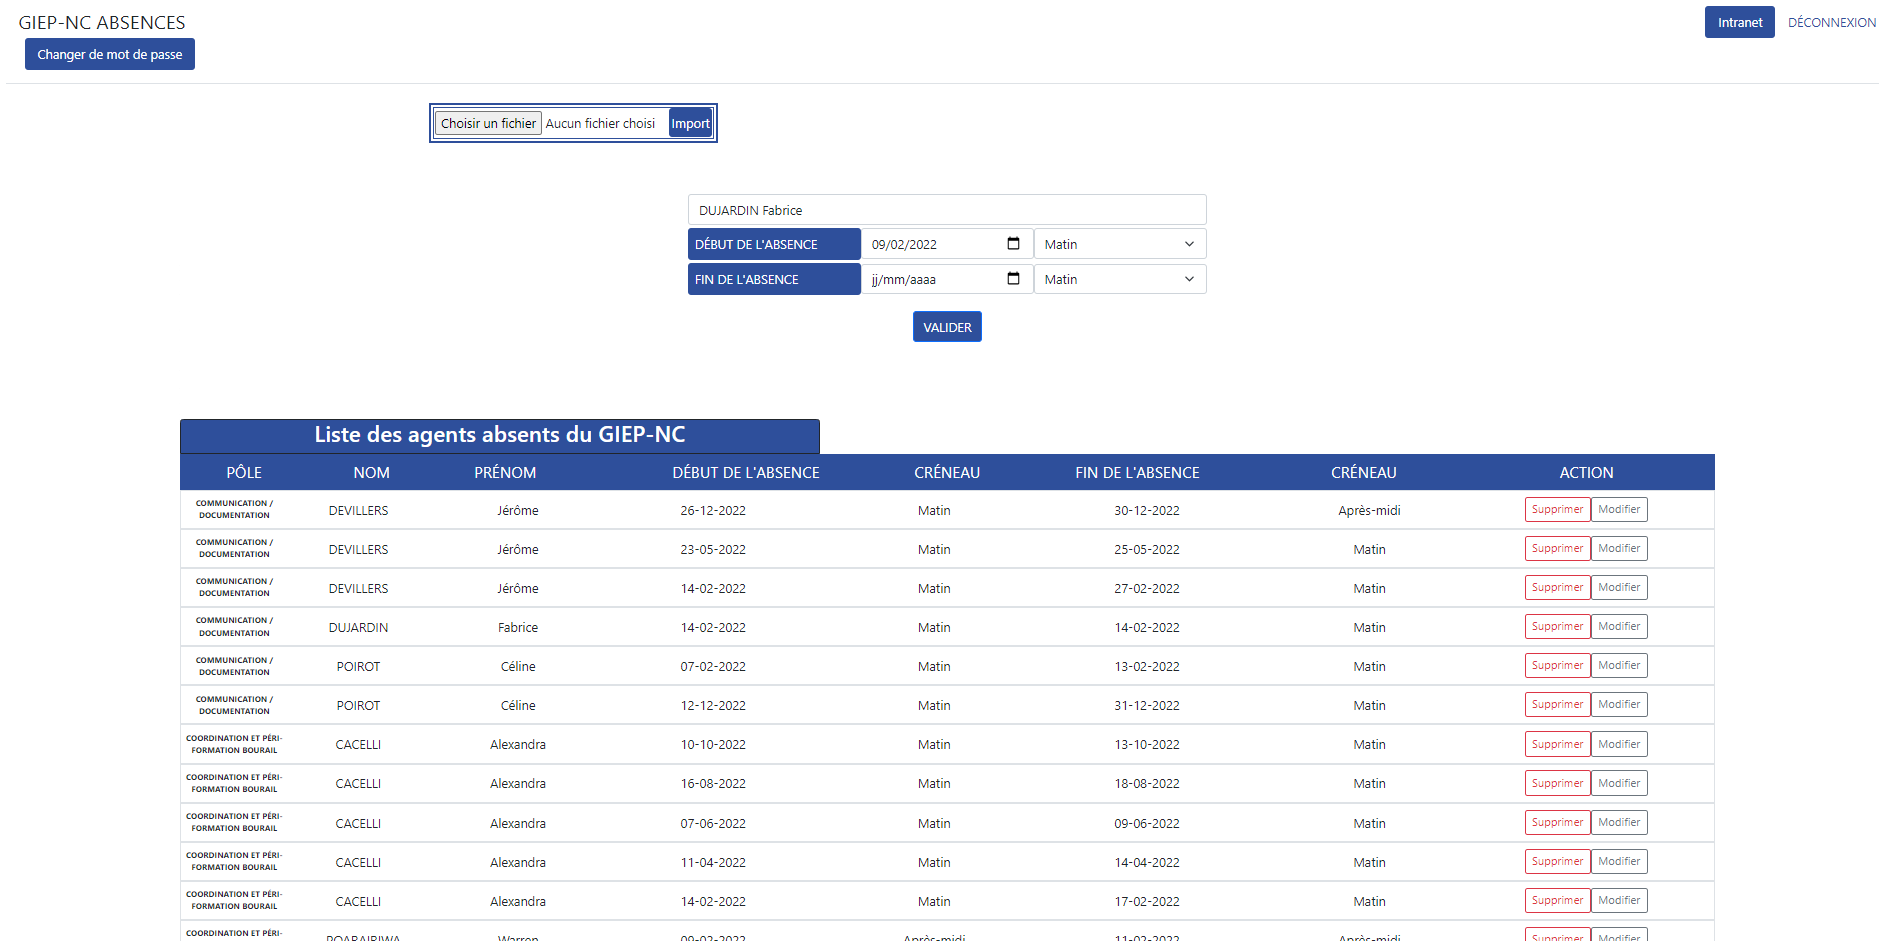 GIEP-NC ABSENCES
Intranet DÉCONNEXION
Changer de mot de passe
Choisir un fichier Aucun fichier choisi Import
DUJARDIN Fabrice
DÉBUT DE L'ABSENCE 09/02/2022 Matin
FIN DE L'ABSENCE jj/mm/aaaa Matin
VALIDER
Liste des agents absents du GIEP-NC
PÔLE NOM PRÉNOM DÉBUT DE L'ABSENCE CRÉNEAU FIN DE L'ABSENCE CRÉNEAU ACTION
COMMUNICATION /
DOCUMENTATION DEVILLERS Jérôme 26-12-2022 Matin 30-12-2022 Après-midi Supprimer Modifier
COMMUNICATION /
DOCUMENTATION DEVILLERS Jérôme 23-05-2022 Matin 25-05-2022 Matin Supprimer Modifier
COMMUNICATION /
DOCUMENTATION DEVILLERS Jérôme 14-02-2022 Matin 27-02-2022 Matin Supprimer Modifier
COMMUNICATION /
DOCUMENTATION DUJARDIN Fabrice 14-02-2022 Matin 14-02-2022 Matin Supprimer Modifier
COMMUNICATION /
DOCUMENTATION POIROT Céline 07-02-2022 Matin 13-02-2022 Matin Supprimer Modifier
COMMUNICATION /
DOCUMENTATION POIROT Céline 12-12-2022 Matin 31-12-2022 Matin Supprimer Modifier
COORDINATION ET PÉRI-
FORMATION BOURAIL CACELLI Alexandra 10-10-2022 Matin 13-10-2022 Matin Supprimer Modifier
COORDINATION ET PÉRI-
FORMATION BOURAIL CACELLI Alexandra 16-08-2022 Matin 18-08-2022 Matin Supprimer Modifier
COORDINATION ET PÉRI-
FORMATION BOURAIL CACELLI Alexandra 07-06-2022 Matin 09-06-2022 Matin Supprimer Modifier
COORDINATION ET PÉRI-
FORMATION BOURAIL CACELLI Alexandra 11-04-2022 Matin 14-04-2022 Matin Supprimer Modifier
COORDINATION ET PÉRI-
FORMATION BOURAIL CACELLI Alexandra 14-02-2022 Matin 17-02-2022 Matin Supprimer Modifier
COORDINATION ET PÉRI-
Warren 09-02-2022 Après-midi 11-02-2022 Après-midi Supprimer Modifier